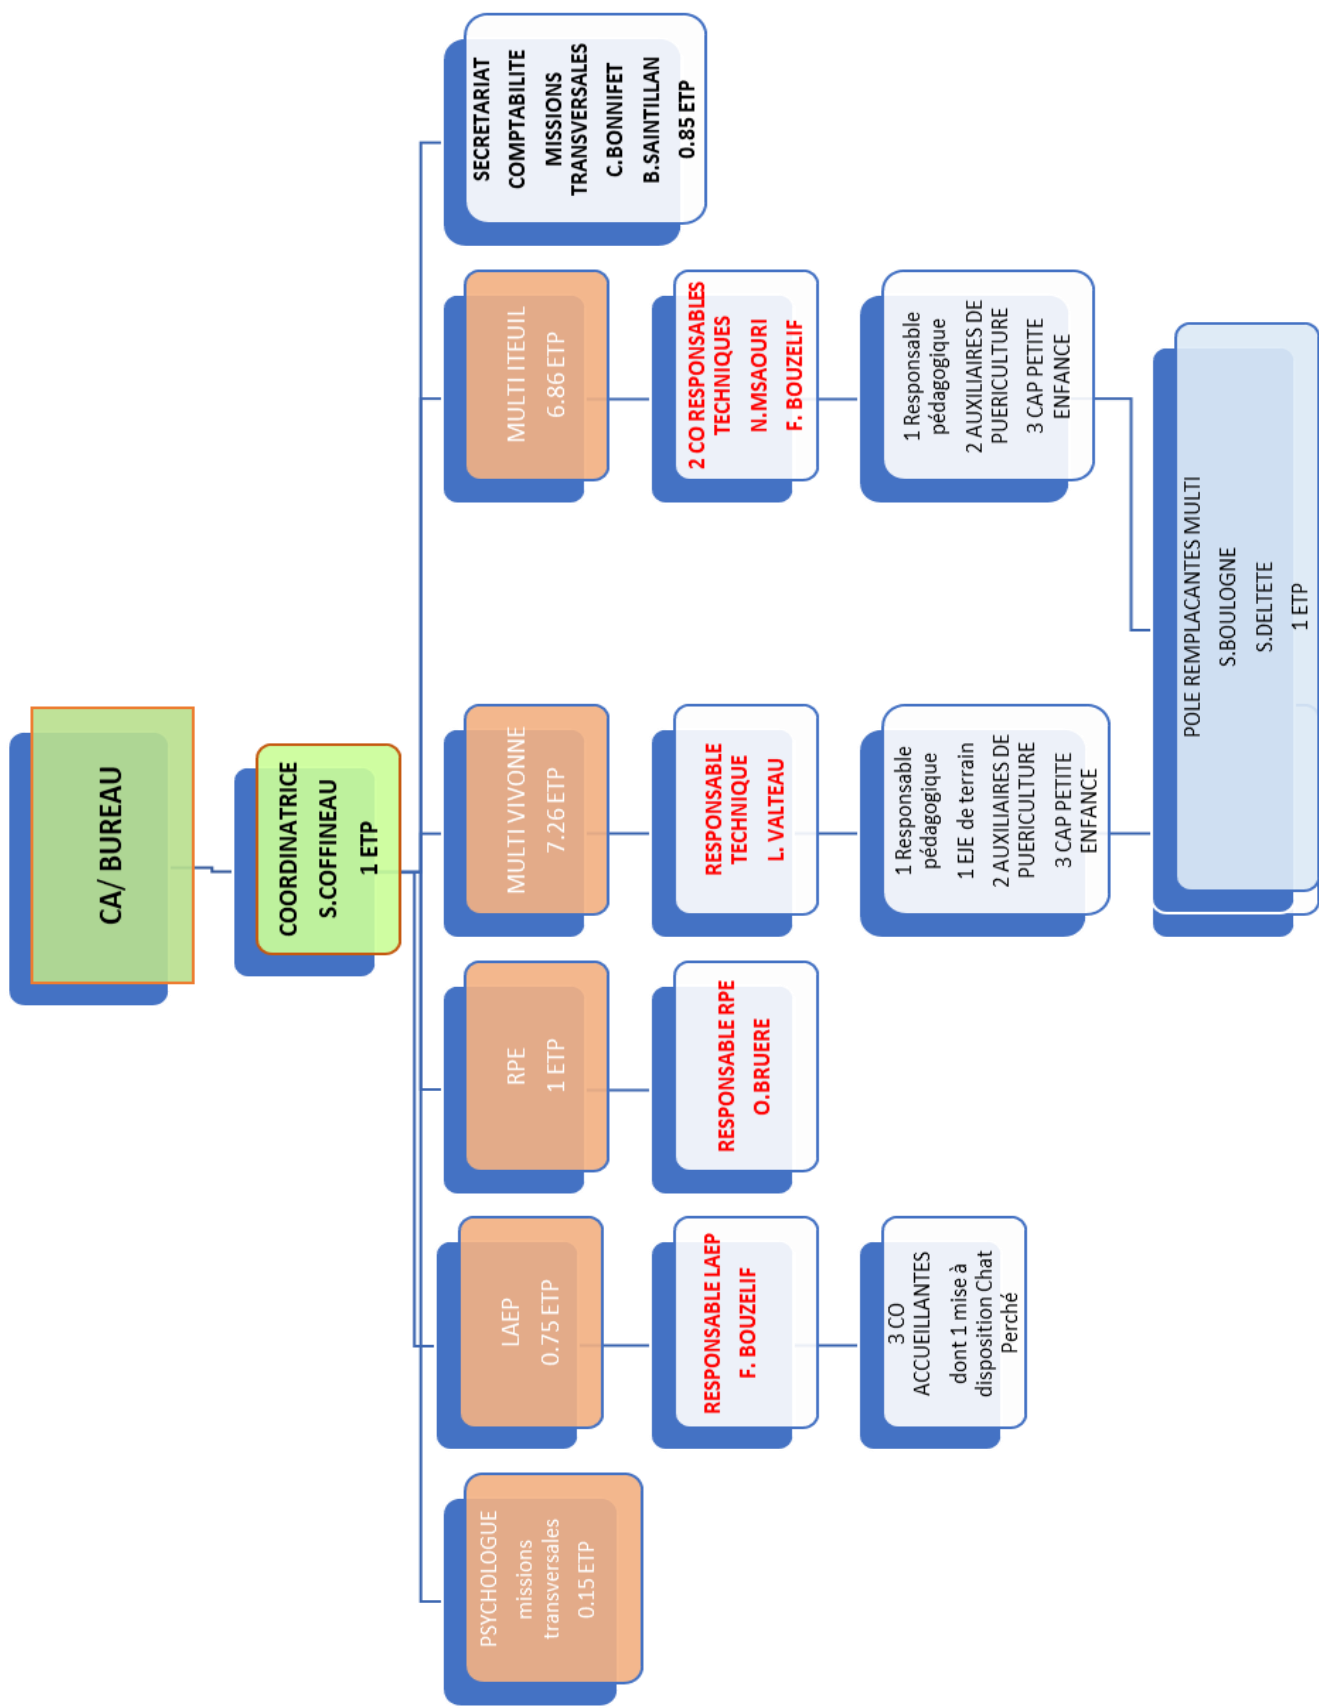 CA/ BUREAU
COORDINATRICE
S.COFFINEAU
1 ETP
PSYCHOLOGUE
missions
transversales
0.15 ETP
LAEP
0.75 ETP
RPE
1 ETP
MULTI VIVONNE
7.26 ETP
MULTI ITEUIL
6.86 ETP
SECRETARIAT
COMPTABILITE
MISSIONS
TRANSVERSALES
C.BONNIFET
B.SAINTILLAN
0.85 ETP
RESPONSABLE LAEP
F. BOUZELIF
RESPONSABLE RPE
O.BRUERE
RESPONSABLE
TECHNIQUE
L. VALTEAU
2 CO RESPONSABLES
TECHNIQUES
N.MSAOURI
F. BOUZELIF
3 CO
ACCUEILLANTES
dont 1 mise à
disposition Chat
Perché
1 Responsable
pédagogique
1 EJE de terrain
2 AUXILIAIRES DE
PUERICULTURE
3 CAP PETITE
ENFANCE
1 Responsable
pédagogique
2 AUXILIAIRES DE
PUERICULTURE
3 CAP PETITE
ENFANCE
POLE REMPLACANTES MULTI
S.BOULOGNE
S.DELTETE
1 ETP